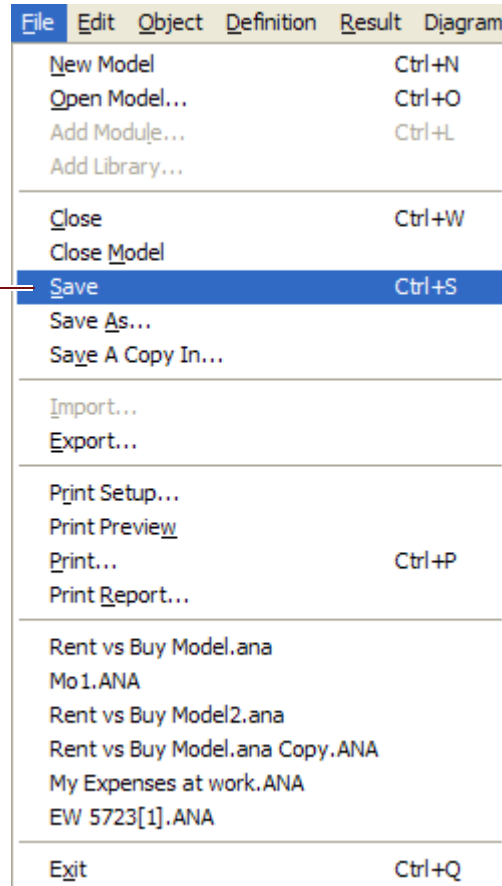 File Edit Object Definition Result Diagram
New Model Ctrl+N
Open Model... Ctrl+O
Add Module... Ctrl+L
Add Library...
Close Ctrl+W
Close Model
Save Ctrl+S
Save As...
Save A Copy In...
Import...
Export...
Print Setup...
Print Preview
Print... Ctrl+P
Print Report...
Rent vs Buy Model.ana
Mo1.ANA
Rent vs Buy Model2.ana
Rent vs Buy Model.ana Copy.ANA
My Expenses at work.ANA
EW 5723[1].ANA
Exit Ctrl+Q